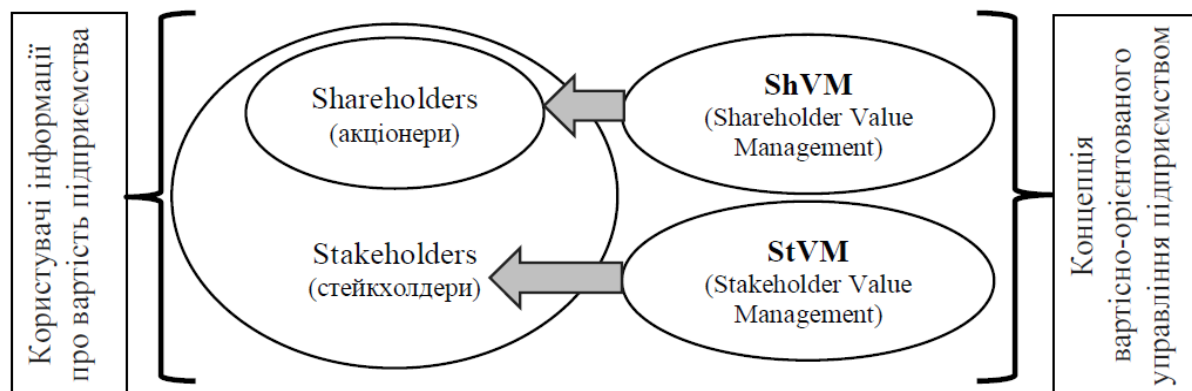 Користувачі інформації
про вартість підприємства
Shareholders
(акціонери)
Stakeholders
(стейкхолдери)
ShVM
(Shareholder Value
Management)
StVM
(Stakeholder Value
Management)
Концепція
вартісно-орієнтованого
управління підприємством